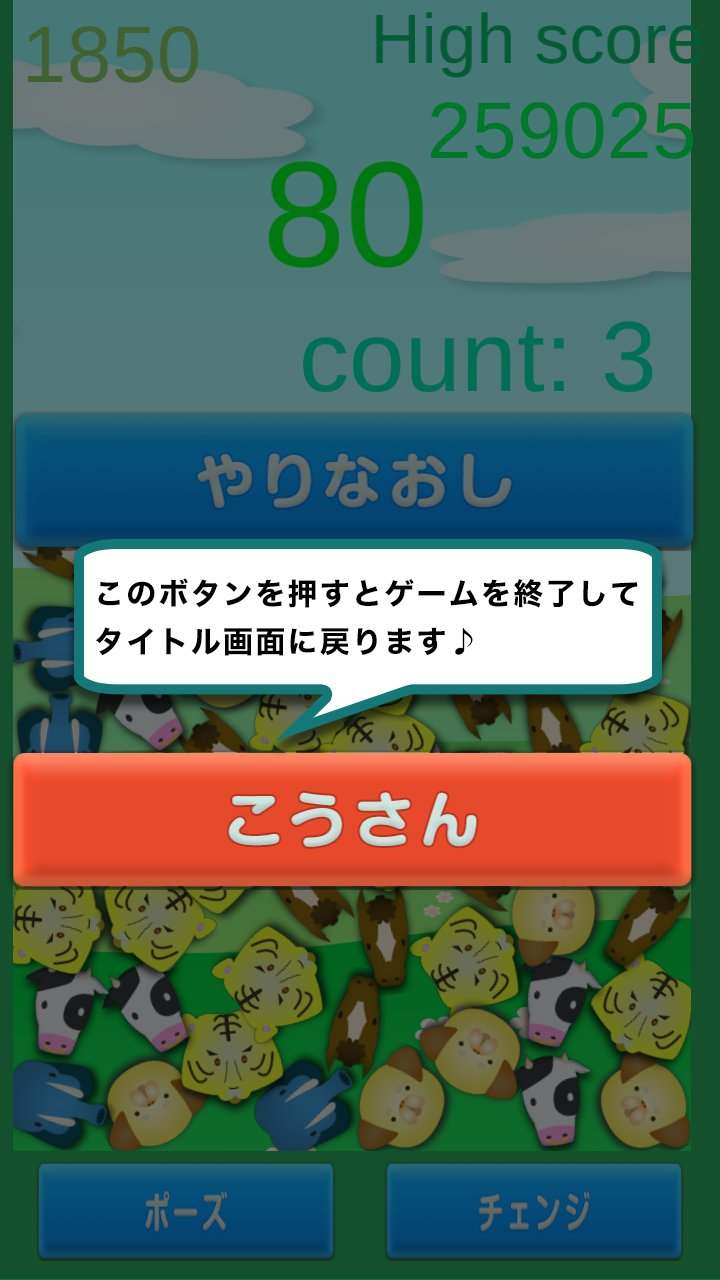 1850
High score
259025
80
count: 3
やりなおし
このボタンを押すとゲームを終了して
タイトル画面に戻ります♪
こうさん
ポーズ
チェンジ